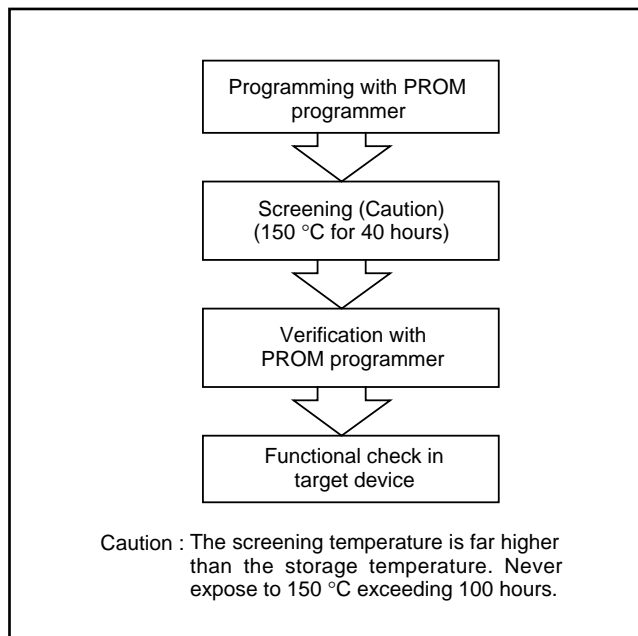 Programming with PROM
programmer
Screening (Caution)
(150 °C for 40 hours)
Verification with
PROM programmer
Functional check in
target device
Caution : The screening temperature is far higher
than the storage temperature. Never
expose to 150 °C exceeding 100 hours.